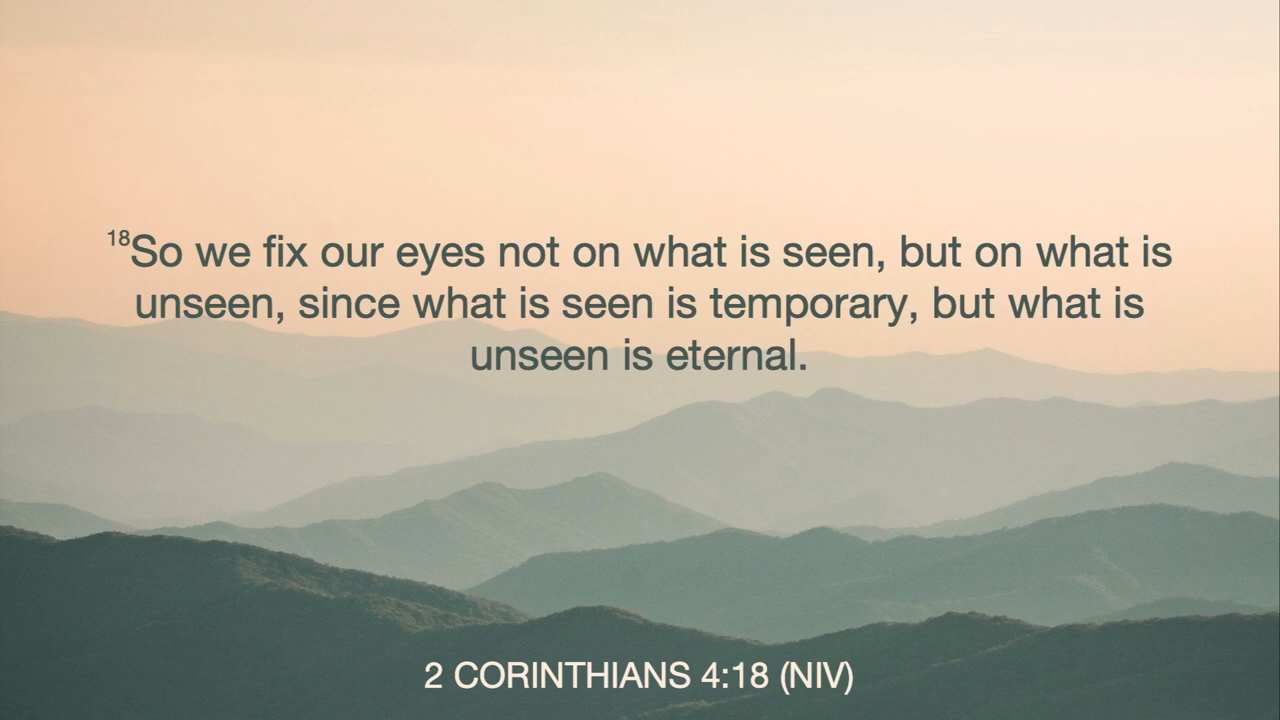 18So we fix our eyes not on what is seen, but on what is
unseen, since what is seen is temporary, but what is
unseen is eternal.
2 CORINTHIANS 4:18 (NIV)